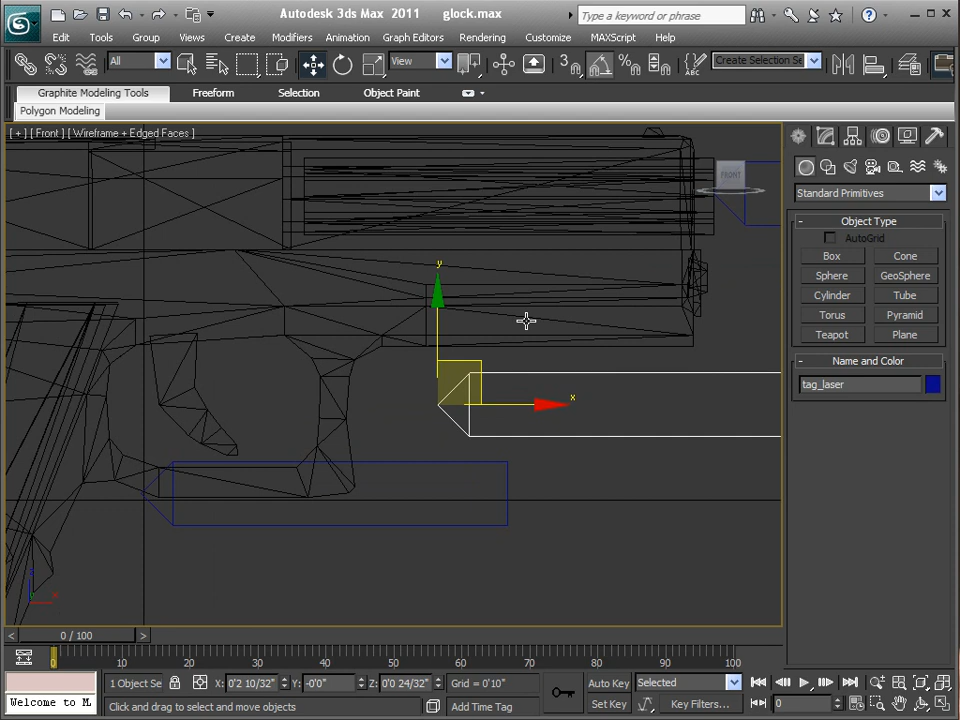 Autodesk 3ds Max 2011 glock.max
Type a keyword or phrase
Edit Tools Group Views Create Modifiers Animation Graph Editors Rendering Customize MAXScript Help
All View 3 Create Selection Se
Graphite Modeling Tools Freeform Selection Object Paint
Polygon Modeling
[ + ] [ Front ] [ Wireframe + Edged Faces ]
FRONT
Standard Primitives
- Object Type
AutoGrid
Box Cone
Sphere GeoSphere
Cylinder Tube
Torus Pyramid
Teapot Plane
- Name and Color
tag_laser
y
x
z
x
< 0 / 100 >
0 10 20 30 40 50 60 70 80 90 100
1 Object Se X: 0'2 10/32" Y: -0'0" Z: 0'0 24/32" Grid = 0'10" Auto Key Selected
Welcome to M Click and drag to select and move objects Add Time Tag Set Key Key Filters... 0